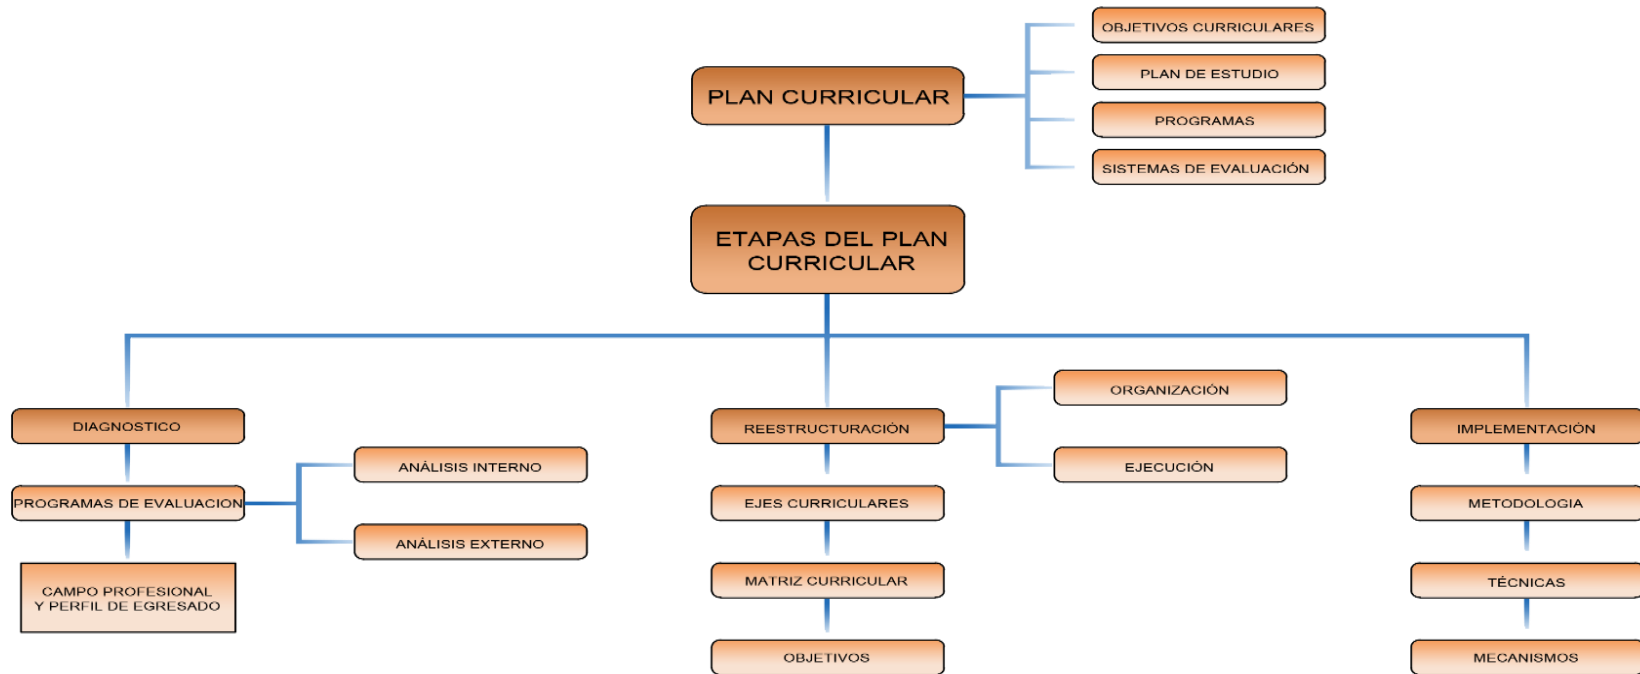 OBJETIVOS CURRICULARES
PLAN CURRICULAR
PLAN DE ESTUDIO
PROGRAMAS
SISTEMAS DE EVALUACIÓN
ETAPAS DEL PLAN
CURRICULAR
DIAGNOSTICO
PROGRAMAS DE EVALUACION
ANÁLISIS INTERNO
ANÁLISIS EXTERNO
CAMPO PROFESIONAL
Y PERFIL DE EGRESADO
REESTRUCTURACIÓN
ORGANIZACIÓN
EJECUCIÓN
EJES CURRICULARES
MATRIZ CURRICULAR
OBJETIVOS
IMPLEMENTACIÓN
METODOLOGIA
TÉCNICAS
MECANISMOS